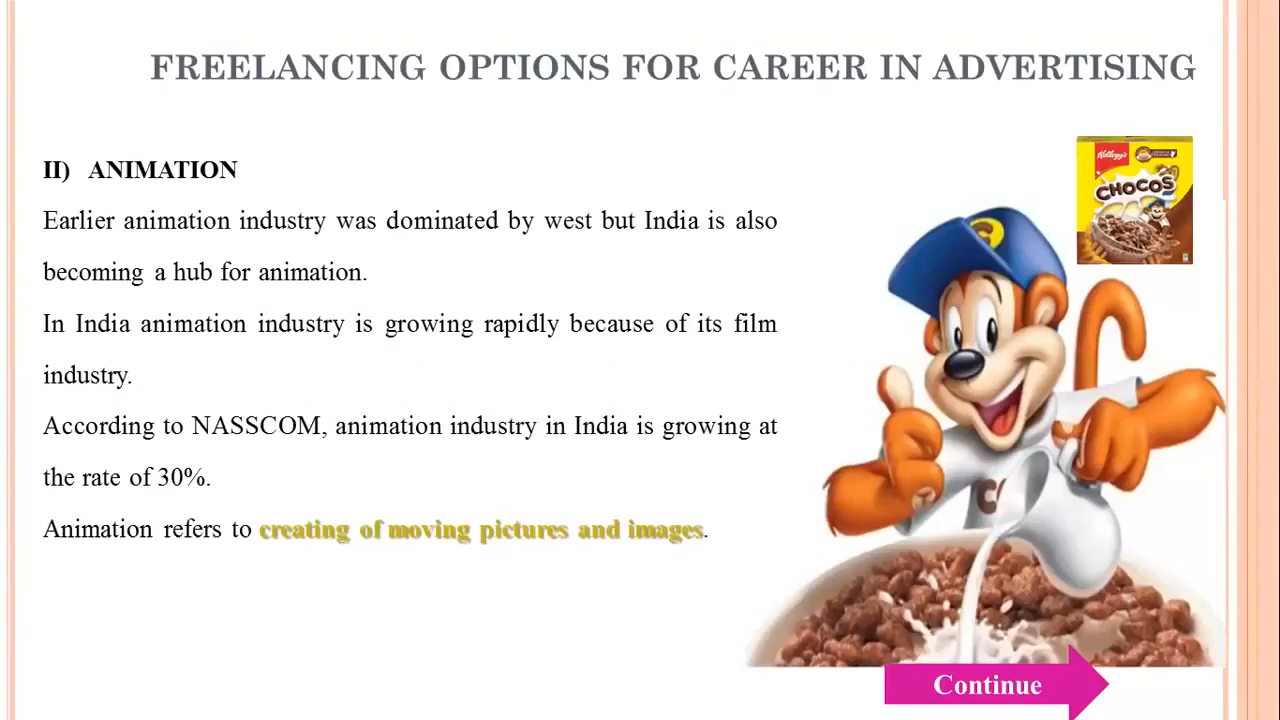 FREELANCING OPTIONS FOR CAREER IN ADVERTISING
II) ANIMATION
Earlier animation industry was dominated by west but India is also
becoming a hub for animation.
In India animation industry is growing rapidly because of its film
industry.
According to NASSCOM, animation industry in India is growing at
the rate of 30%.
Animation refers to creating of moving pictures and images.
Kellogg's
CHOCOS
Continue